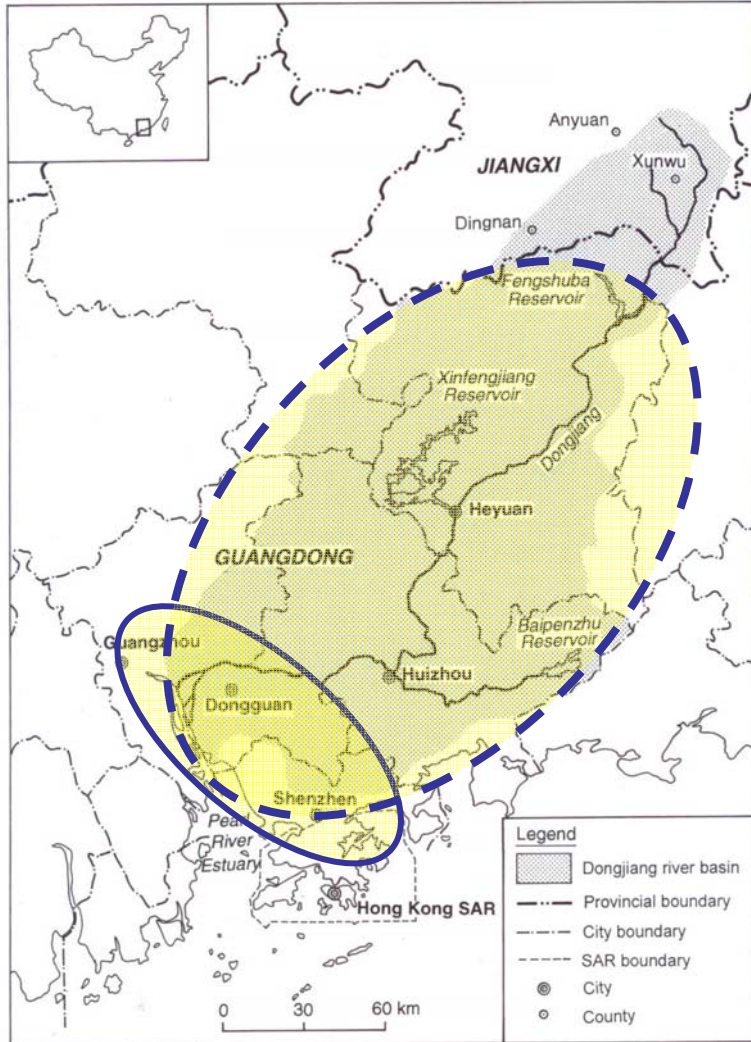 Anyuan
Xunwu
JIANGXI
Dingnan
Fengshuba
Reservoir
Xinfengjiang
Reservoir
Dongjiang
Heyuan
GUANGDONG
Baipenzhu
Reservoir
Guangzhou
Huizhou
Dongguan
Shenzhen
Pearl
River
Estuary
Hong Kong SAR
Legend
Dongjiang river basin
Provincial boundary
City boundary
SAR boundary
City
County
0 30 60 km